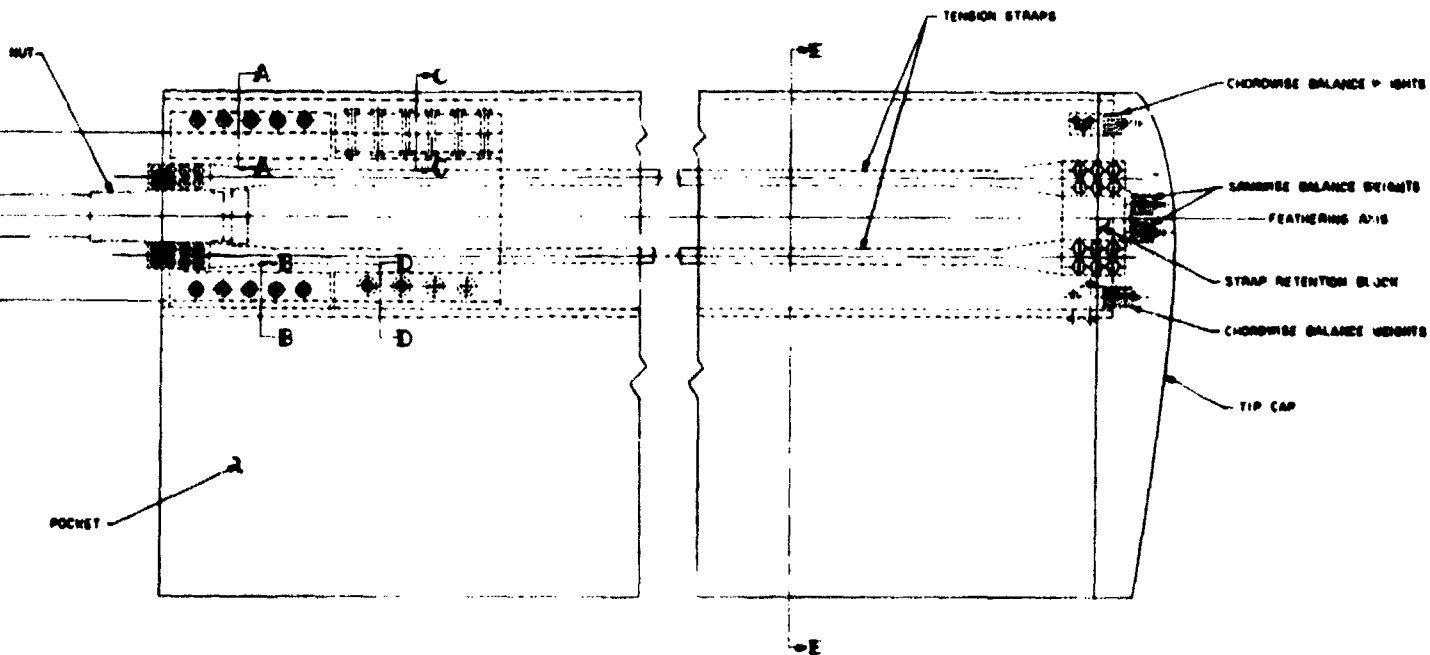 TENSION STRAPS
NUT
E
A
C
CHORDWISE BALANCE
A
C
SPANWISE BALANCE WEIGHTS
FEATHERING AXIS
B
D
STRAP RETENTION BLOCK
B
D
CHORDWISE BALANCE WEIGHTS
TIP CAP
POCKET
E